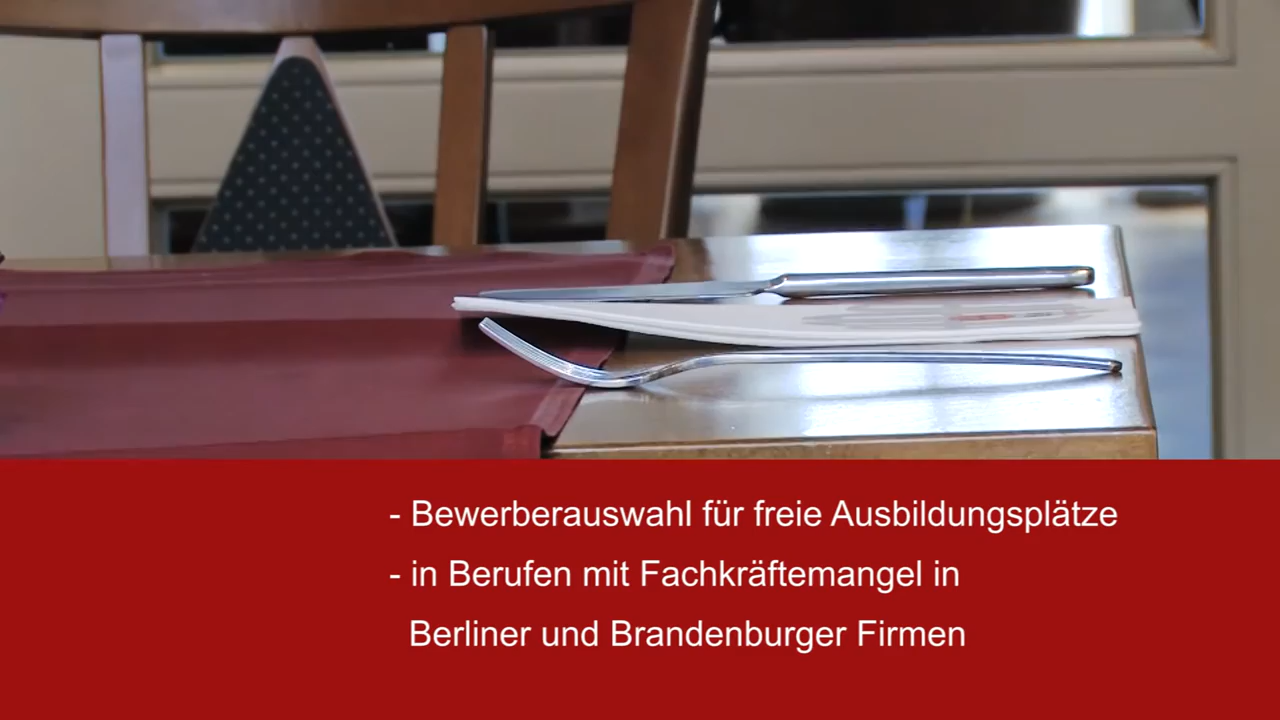 - Bewerberauswahl für freie Ausbildungsplätze
- in Berufen mit Fachkräftemangel in
Berliner und Brandenburger Firmen